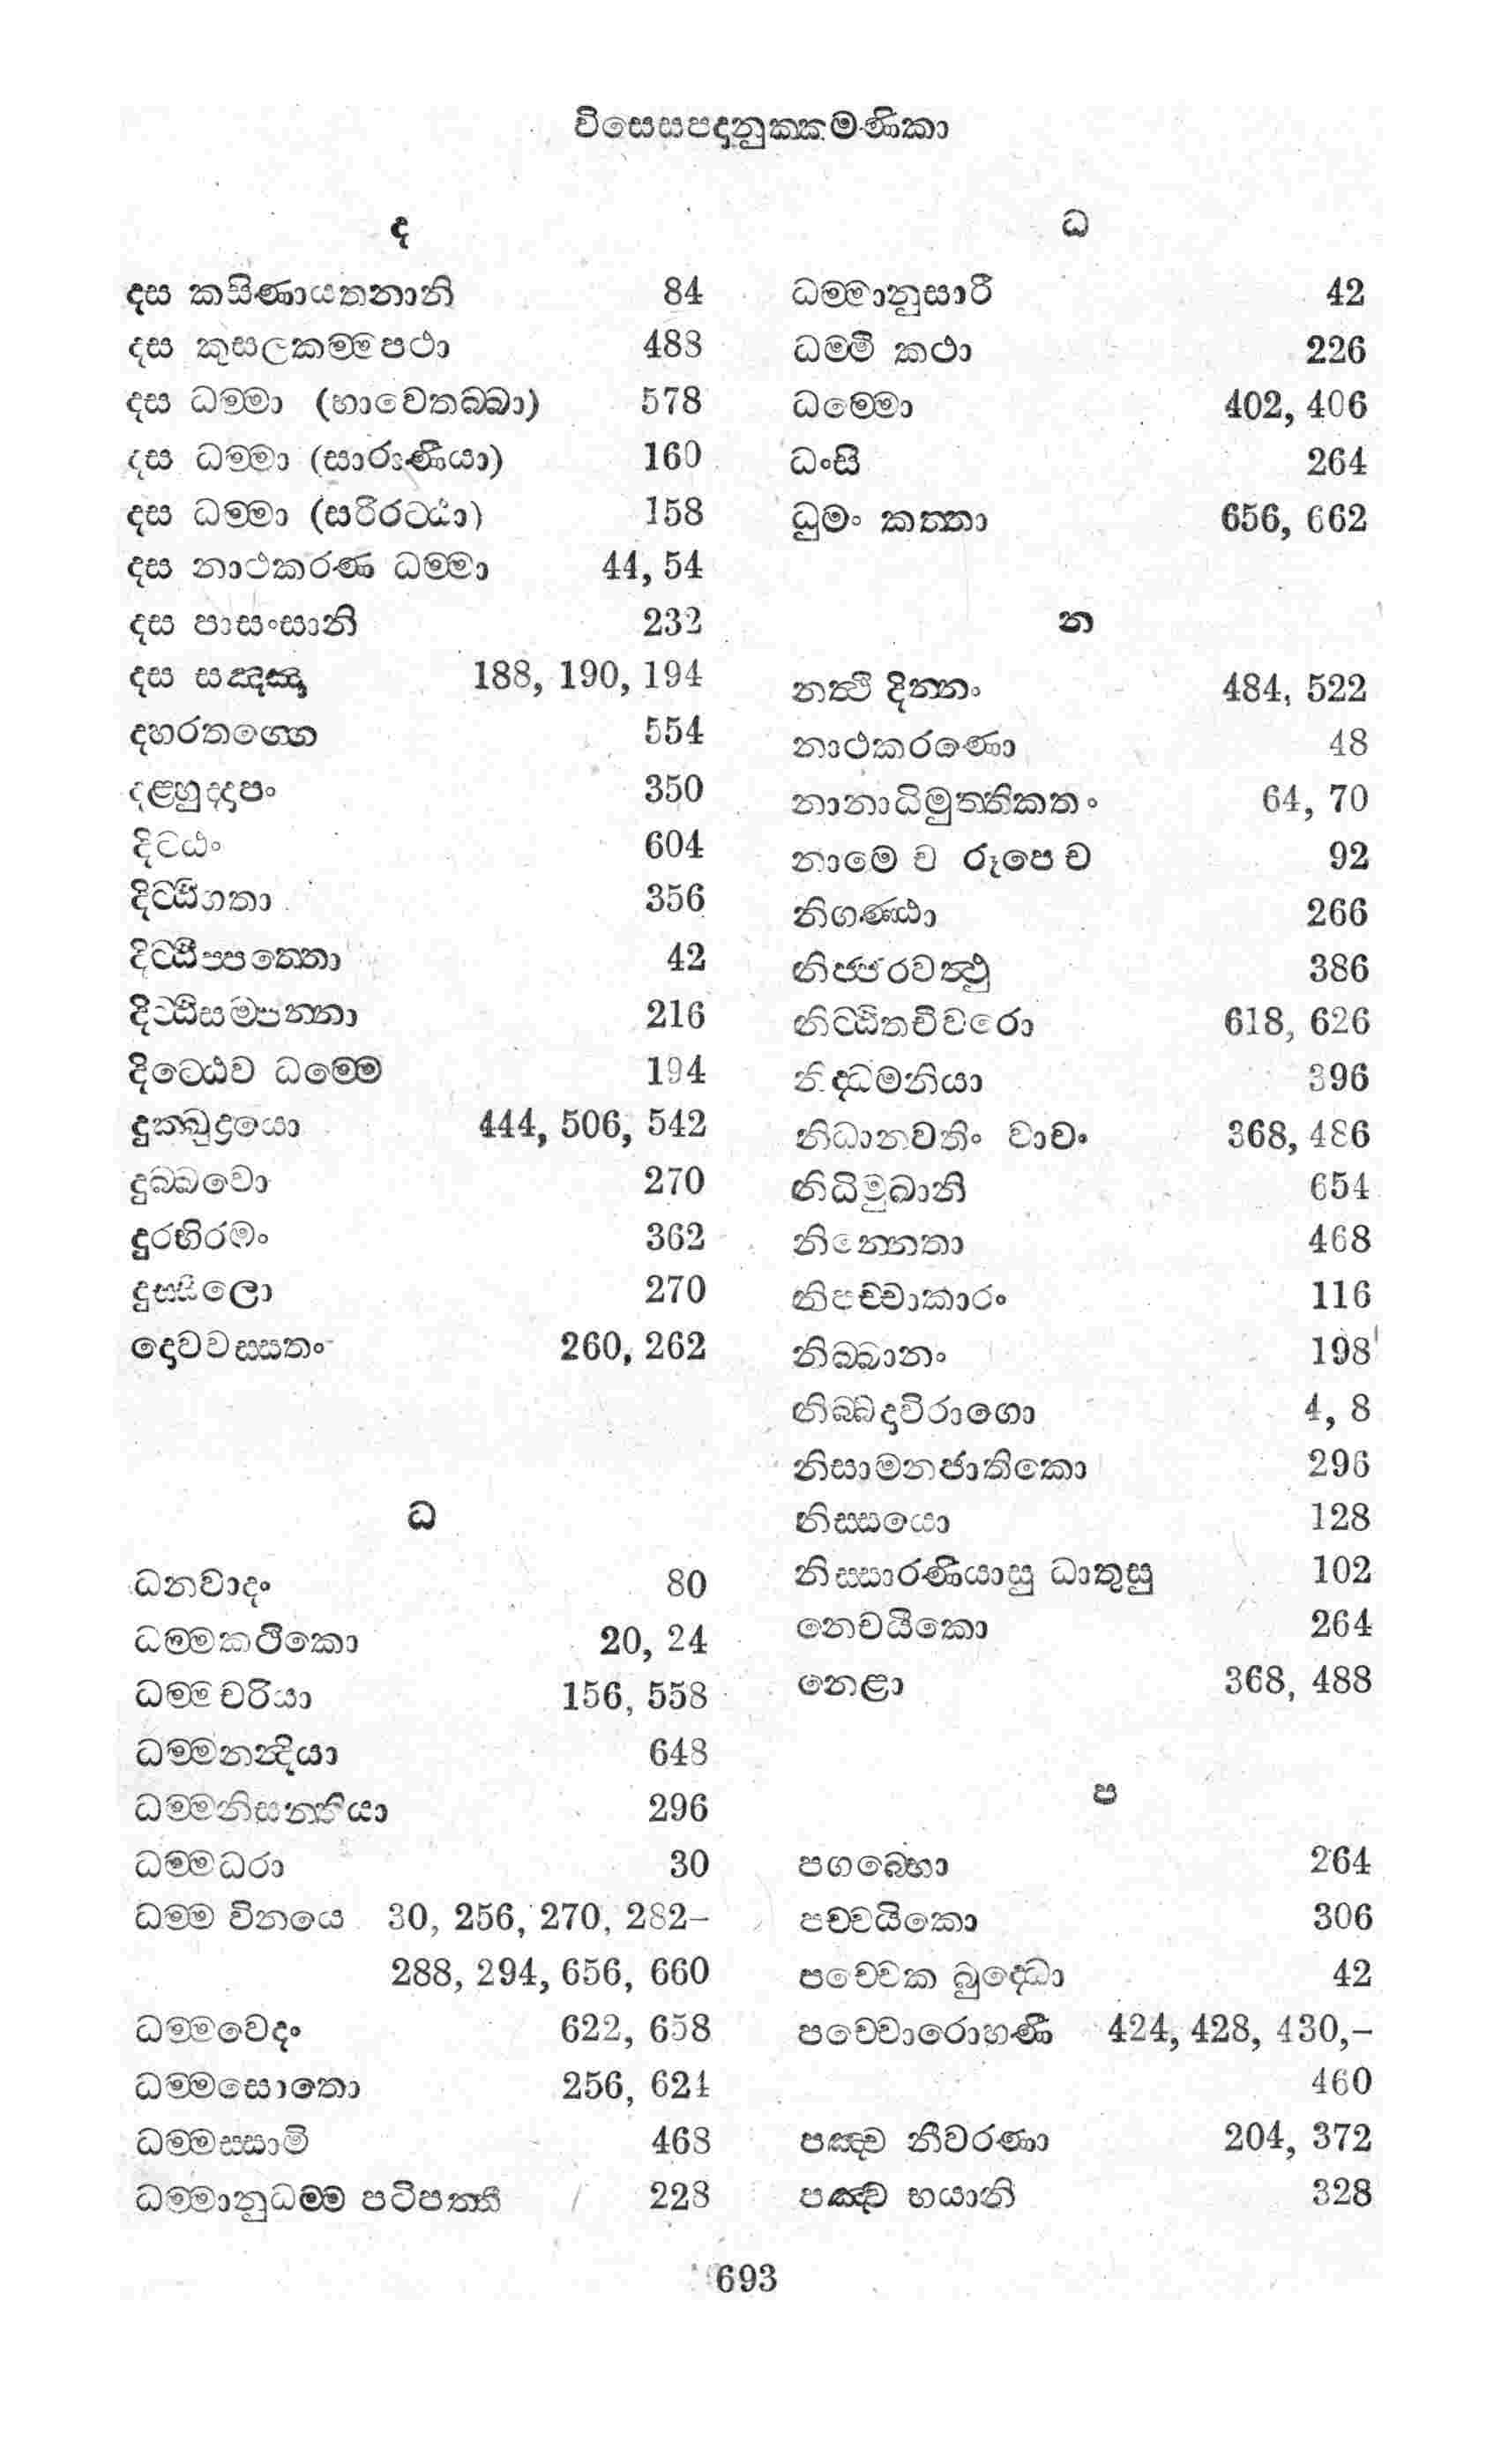 විසෙසපදානුක්කමණිකා
ද
දස කසිණායතනානි 84
දස කුසලකම්මපථා 488
දස ධම්මා (භාවෙතබ්බා) 578
දස ධම්මා (සාරාණීයා) 160
දස ධම්මා (සරීරට්ඨා) 158
දස නාථකරණ ධම්මා 44, 54
දස පාසංසානි 232
දස සඤ්ඤා 188, 190, 194
දහරතග්ගෙ 554
දළ්හුද්දාපං 350
දිට්ඨං 604
දිට්ඨිගතා 356
දිට්ඨිප්පත්තො 42
දිට්ඨිසම්පන්නා 216
දිට්ඨෙව ධම්මෙ 194
දුක්ඛුද්‍රයො 444, 506, 542
දුබ්බචො 270
දුරභිරමං 362
දුස්සීලො 270
දොවචස්සතං 260, 262
ධ
ධනවාදං 80
ධම්මකථිකො 20, 24
ධම්මචරියා 156, 558
ධම්මනන්දියා 648
ධම්මනිසන්තියා 296
ධම්මධරා 30
ධම්ම විනයෙ 30, 256, 270, 282–
288, 294, 656, 660
ධම්මවෙදං 622, 658
ධම්මසොතො 256, 624
ධම්මස්සාමි 468
ධම්මානුධම්ම පටිපත්ති 228
ධ
ධම්මානුසාරී 42
ධම්මි කථා 226
ධම්මො 402, 406
ධංසි 264
ධුමං කත්තා 656, 662
න
නත්ථි දින්නං 484, 522
නාථකරණො 48
නානාධිමුත්තිකතං 64, 70
නාමෙ ච රූපෙ ච 92
නිගණ්ඨා 266
නිජ්ජරවත්ථු 386
නිට්ඨිතචීවරො 618, 626
නිද්ධමනියා 396
නිධානවතිං වාචං 368, 486
නිධිමුඛානි 654
නින්නෙතා 468
නිපච්චාකාරං 116
නිබ්බානං 198
නිබ්බිදාවිරාගො 4, 8
නිසාමනජාතිකො 296
නිස්සයො 128
නිස්සාරණීයාසු ධාතුසු 102
නෙචයිකො 264
නෙළා 368, 488
ප
පගබ්භො 264
පච්චයිකො 306
පච්චෙක බුද්ධො 42
පච්චොරොහණී 424, 428, 430,–
460
පඤ්ච නීවරණා 204, 372
පඤ්ච භයානි 328
693